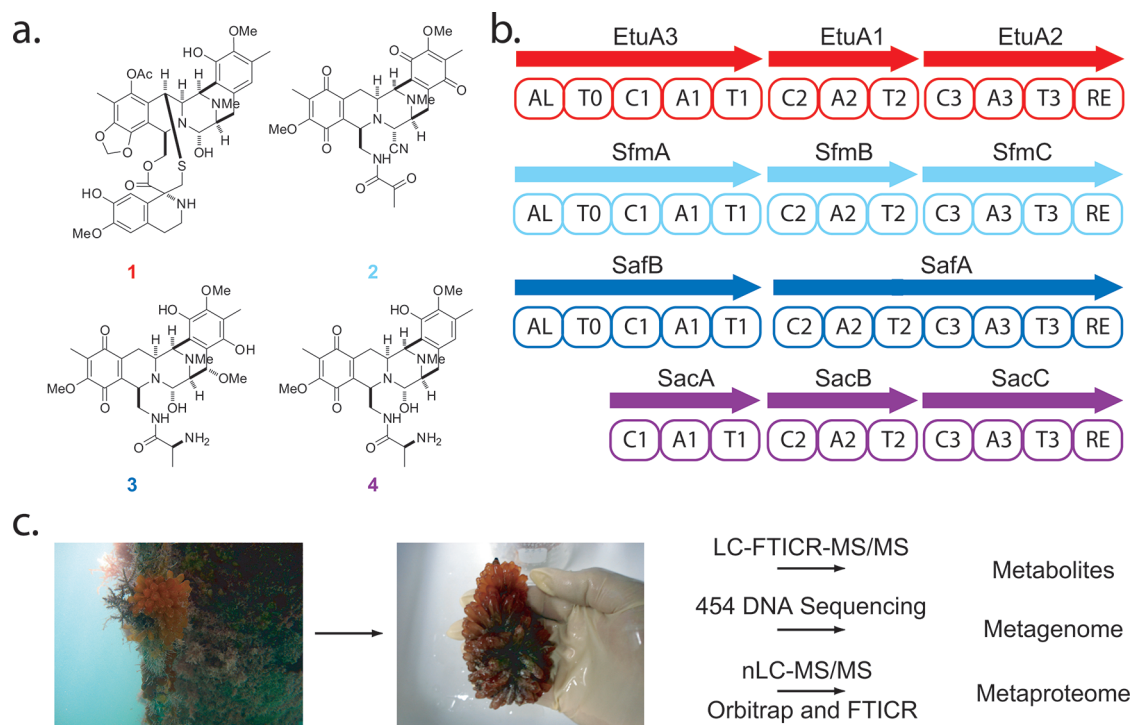 a.
HO
OMe
OAc
H
H
NMe
N
H
OH
O
O
O
S
O
HO
NH
MeO
1
O
OMe
O
H
H
O
NMe
N
H
MeO
O
CN
NH
O
O
2
OMe
HO
O
H
H
OH
NMe
N
OMe
MeO
H
O
OH
NH
O
NH2
3
OMe
HO
O
H
H
NMe
N
MeO
H
O
OH
NH
O
NH2
4
b.
EtuA3 EtuA1 EtuA2
AL T0 C1 A1 T1 C2 A2 T2 C3 A3 T3 RE
SfmA SfmB SfmC
AL T0 C1 A1 T1 C2 A2 T2 C3 A3 T3 RE
SafB SafA
AL T0 C1 A1 T1 C2 A2 T2 C3 A3 T3 RE
SacA SacB SacC
C1 A1 T1 C2 A2 T2 C3 A3 T3 RE
c.
LC-FTICR-MS/MS
Metabolites
454 DNA Sequencing
Metagenome
nLC-MS/MS
Orbitrap and FTICR
Metaproteome